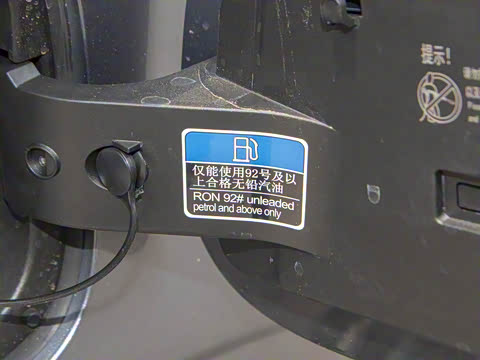 仅能使用92号及以
上合格无铅汽油
RON 92# unleaded
petrol and above only
提示!